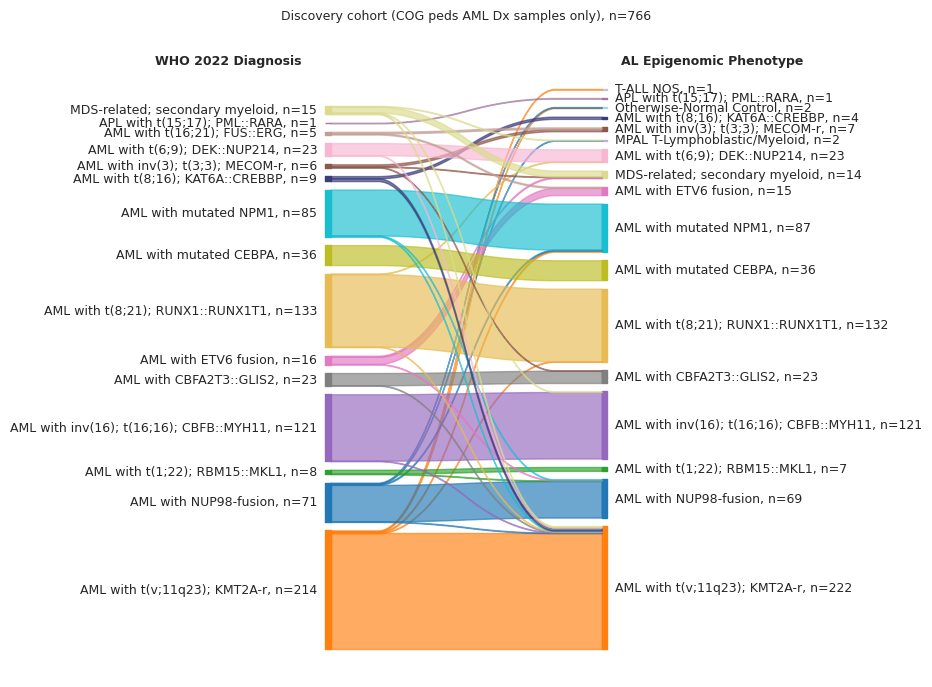 Discovery cohort (COG peds AML Dx samples only), n=766
WHO 2022 Diagnosis
MDS-related; secondary myeloid, n=15
APL with t(15;17); PML::RARA, n=1
AML with t(16;21); FUS::ERG, n=5
AML with t(6;9); DEK::NUP214, n=23
AML with inv(3); t(3;3); MECOM-r, n=6
AML with t(8;16); KAT6A::CREBBP, n=9
AML with mutated NPM1, n=85
AML with mutated CEBPA, n=36
AML with t(8;21); RUNX1::RUNX1T1, n=133
AML with ETV6 fusion, n=16
AML with CBFA2T3::GLIS2, n=23
AML with inv(16); t(16;16); CBFB::MYH11, n=121
AML with t(1;22); RBM15::MKL1, n=8
AML with NUP98-fusion, n=71
AML with t(v;11q23); KMT2A-r, n=214
AL Epigenomic Phenotype
T-ALL NOS, n=1
APL with t(15;17); PML::RARA, n=1
Otherwise-Normal Control, n=2
AML with t(8;16); KAT6A::CREBBP, n=4
AML with inv(3); t(3;3); MECOM-r, n=7
MPAL T-Lymphoblastic/Myeloid, n=2
AML with t(6;9); DEK::NUP214, n=23
MDS-related; secondary myeloid, n=14
AML with ETV6 fusion, n=15
AML with mutated NPM1, n=87
AML with mutated CEBPA, n=36
AML with t(8;21); RUNX1::RUNX1T1, n=132
AML with CBFA2T3::GLIS2, n=23
AML with inv(16); t(16;16); CBFB::MYH11, n=121
AML with t(1;22); RBM15::MKL1, n=7
AML with NUP98-fusion, n=69
AML with t(v;11q23); KMT2A-r, n=222